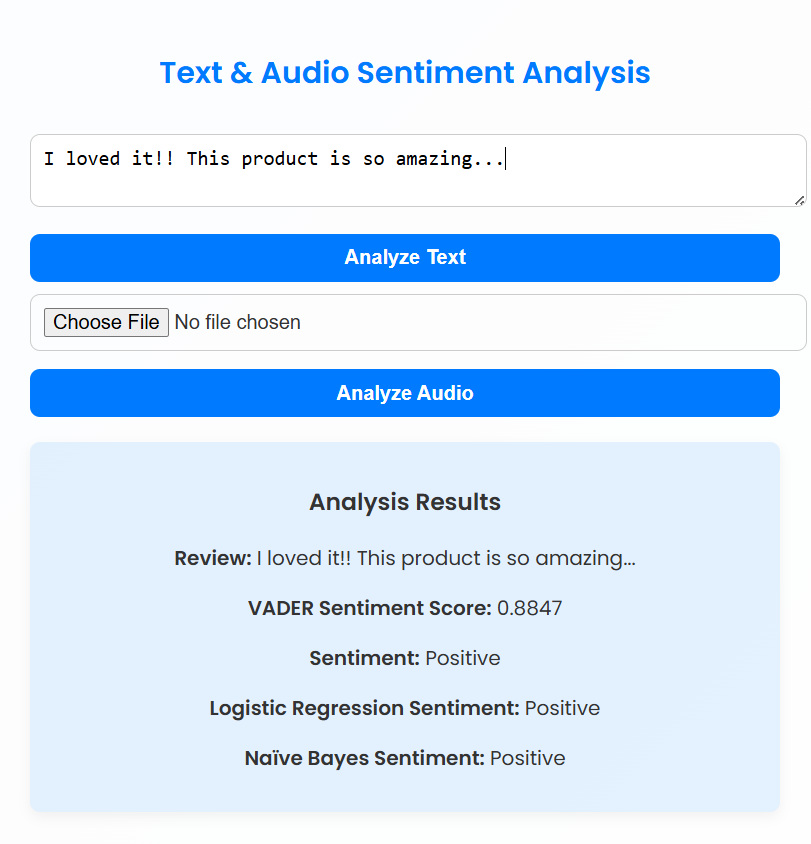 Text & Audio Sentiment Analysis
I loved it!! This product is so amazing...
Analyze Text
Choose File No file chosen
Analyze Audio
Analysis Results
Review: I loved it!! This product is so amazing...
VADER Sentiment Score: 0.8847
Sentiment: Positive
Logistic Regression Sentiment: Positive
Naïve Bayes Sentiment: Positive